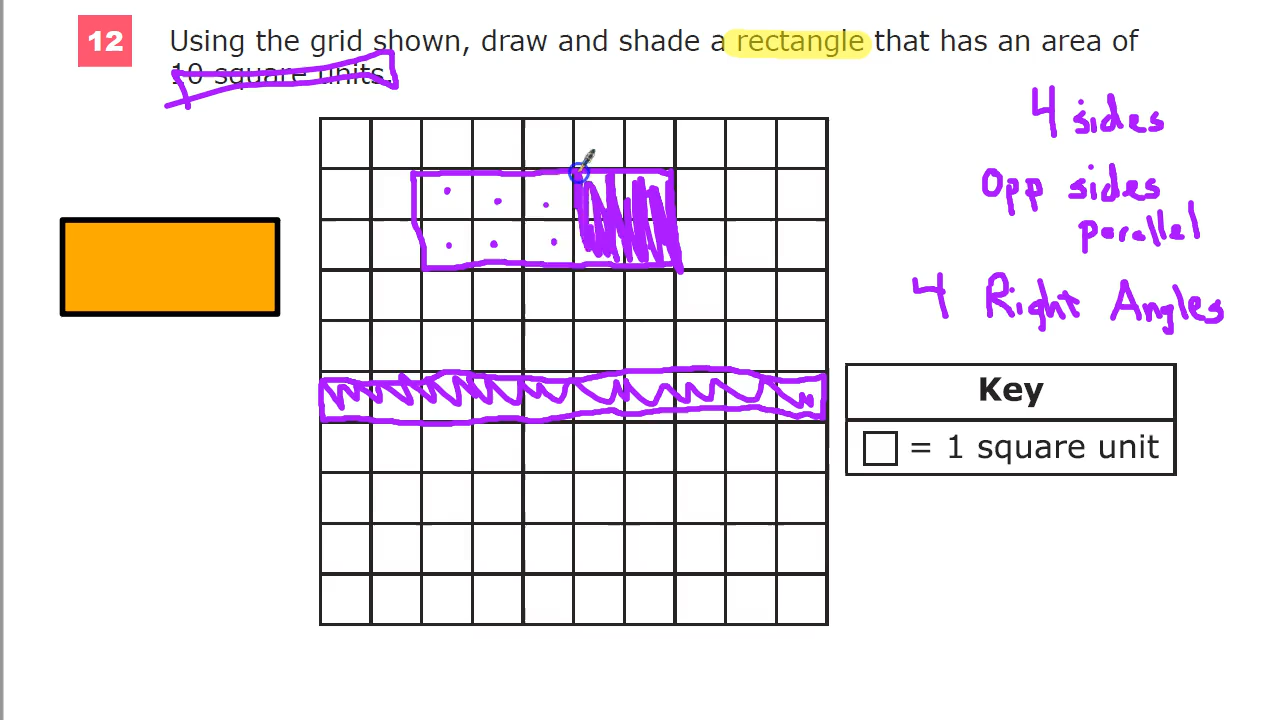 12
Using the grid shown, draw and shade a rectangle that has an area of
10 square units.
4 sides
Opp sides
parallel
4 Right Angles
Key
= 1 square unit